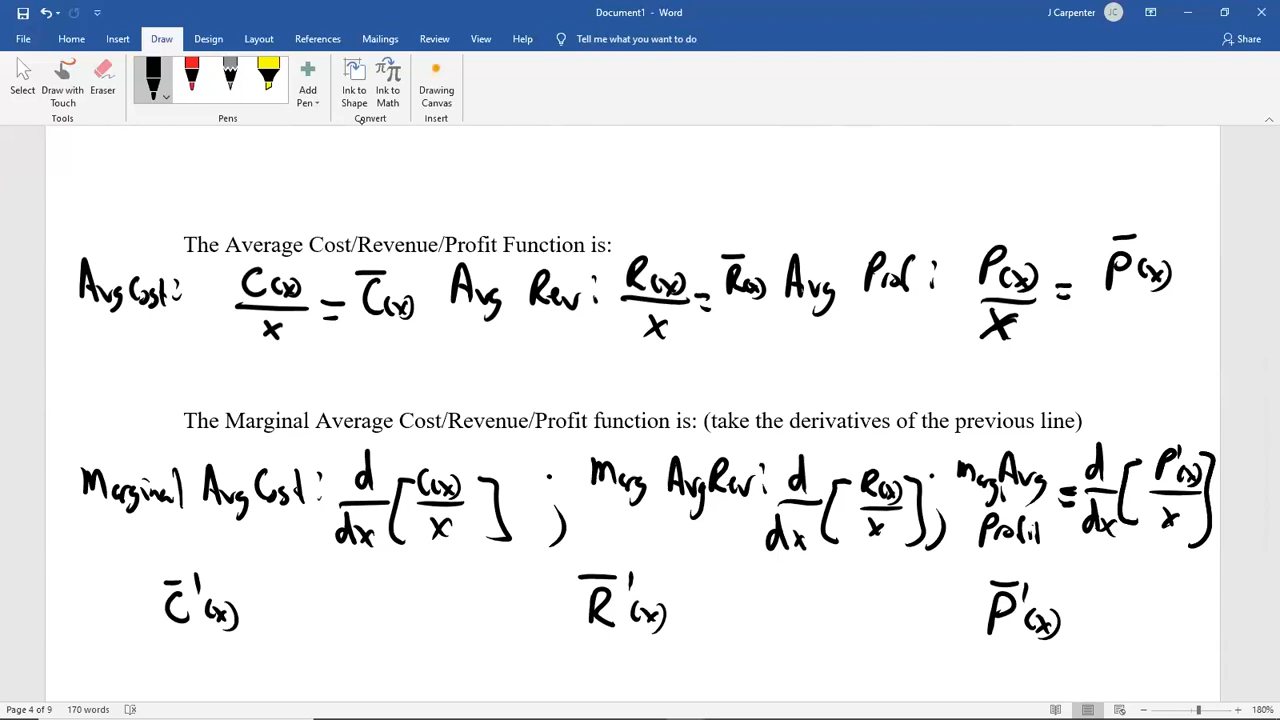 Document1 - Word
J Carpenter JC
File Home Insert Draw Design Layout References Mailings Review View Help Tell me what you want to do Share
Select Draw with Touch Eraser Add Pen Ink to Shape Ink to Math Drawing Canvas
Tools Pens Convert Insert
The Average Cost/Revenue/Profit Function is:
Avg Cost: C(x)/x = C̅(x) Avg Rev: R(x)/x = R̅(x) Avg Prof: P(x)/x = P̅(x)
The Marginal Average Cost/Revenue/Profit function is: (take the derivatives of the previous line)
Marginal Avg Cost: d/dx [C(x)/x] ; Marg Avg Rev: d/dx [R(x)/x] ; Marg Avg Profit = d/dx [P'(x)/x]
C̅'(x) R̅'(x) P̅'(x)
Page 4 of 9 170 words 180%